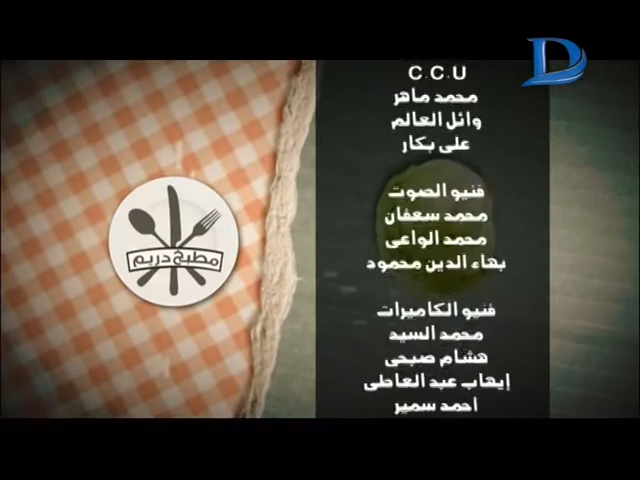 C.C.U
محمد ماهر
وائل العالم
على بكار
فنيو الصوت
محمد سعفان
محمد الواعى
بهاء الدين محمود
فنيو الكاميرات
محمد السيد
هشام صبحى
إيهاب عبد العاطى
احمد سمير
مطبخ دريم